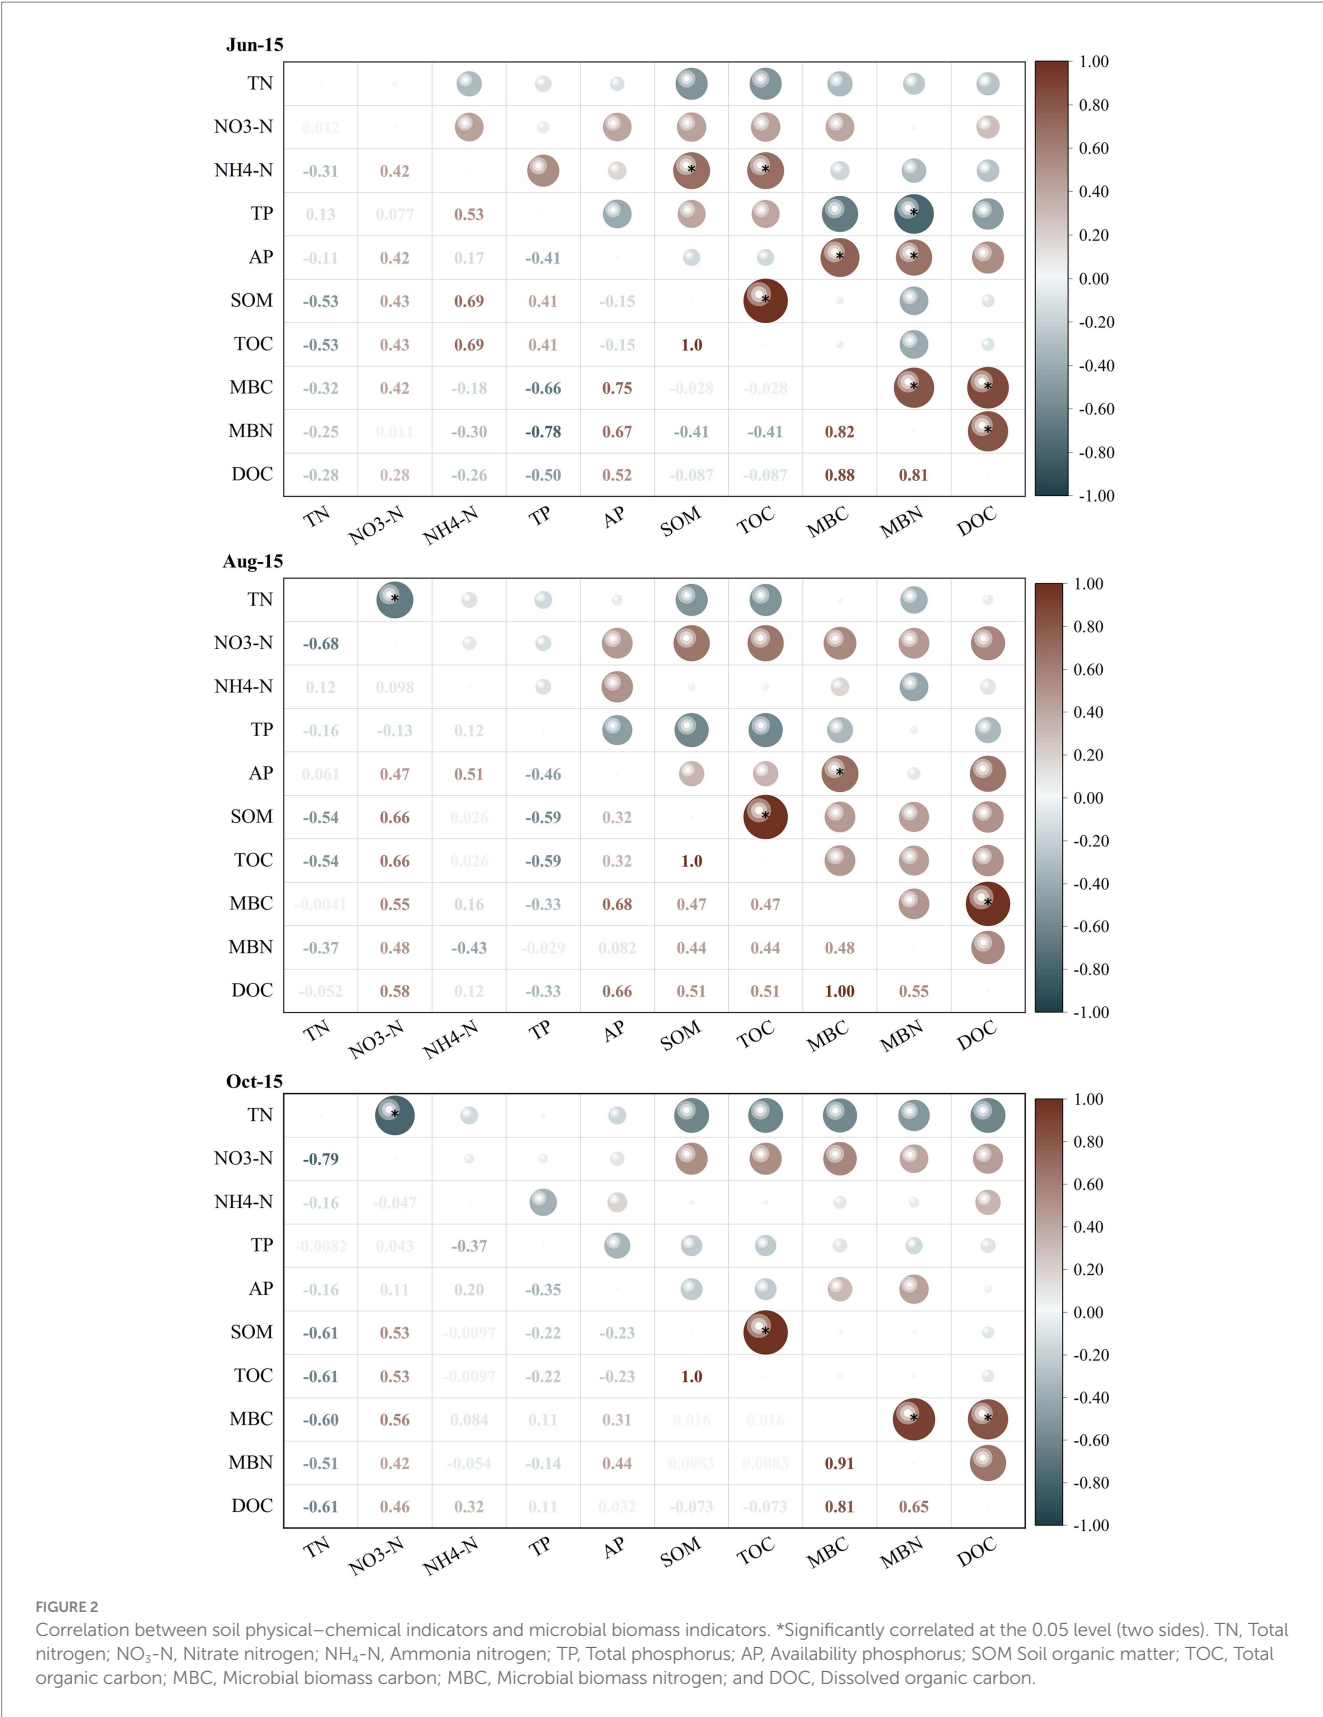 Jun-15
TN
NO3-N 0.012
NH4-N -0.31 0.42 * *
TP 0.13 0.077 0.53 *
AP -0.11 0.42 0.17 -0.41 * *
SOM -0.53 0.43 0.69 0.41 -0.15 *
TOC -0.53 0.43 0.69 0.41 -0.15 1.0
MBC -0.32 0.42 -0.18 -0.66 0.75 -0.028 -0.028 * *
MBN -0.25 0.011 -0.30 -0.78 0.67 -0.41 -0.41 0.82 *
DOC -0.28 0.28 -0.26 -0.50 0.52 -0.087 -0.087 0.88 0.81
TN NO3-N NH4-N TP AP SOM TOC MBC MBN DOC
1.00
0.80
0.60
0.40
0.20
0.00
-0.20
-0.40
-0.60
-0.80
-1.00
Aug-15
TN *
NO3-N -0.68
NH4-N 0.12 0.098
TP -0.16 -0.13 0.12
AP 0.061 0.47 0.51 -0.46 *
SOM -0.54 0.66 0.026 -0.59 0.32 *
TOC -0.54 0.66 0.026 -0.59 0.32 1.0
MBC -0.0041 0.55 0.16 -0.33 0.68 0.47 0.47 *
MBN -0.37 0.48 -0.43 -0.029 0.082 0.44 0.44 0.48
DOC -0.052 0.58 0.12 -0.33 0.66 0.51 0.51 1.00 0.55
TN NO3-N NH4-N TP AP SOM TOC MBC MBN DOC
1.00
0.80
0.60
0.40
0.20
0.00
-0.20
-0.40
-0.60
-0.80
-1.00
Oct-15
TN *
NO3-N -0.79
NH4-N -0.16 -0.047
TP -0.0082 0.043 -0.37
AP -0.16 0.11 0.20 -0.35
SOM -0.61 0.53 -0.0097 -0.22 -0.23 *
TOC -0.61 0.53 -0.0097 -0.22 -0.23 1.0
MBC -0.60 0.56 0.084 0.11 0.31 0.016 0.016 * *
MBN -0.51 0.42 -0.054 -0.14 0.44 0.0083 0.0083 0.91
DOC -0.61 0.46 0.32 0.11 0.032 -0.073 -0.073 0.81 0.65
TN NO3-N NH4-N TP AP SOM TOC MBC MBN DOC
1.00
0.80
0.60
0.40
0.20
0.00
-0.20
-0.40
-0.60
-0.80
-1.00
FIGURE 2
Correlation between soil physical–chemical indicators and microbial biomass indicators. *Significantly correlated at the 0.05 level (two sides). TN, Total
nitrogen; NO₃-N, Nitrate nitrogen; NH₄-N, Ammonia nitrogen; TP, Total phosphorus; AP, Availability phosphorus; SOM Soil organic matter; TOC, Total
organic carbon; MBC, Microbial biomass carbon; MBC, Microbial biomass nitrogen; and DOC, Dissolved organic carbon.